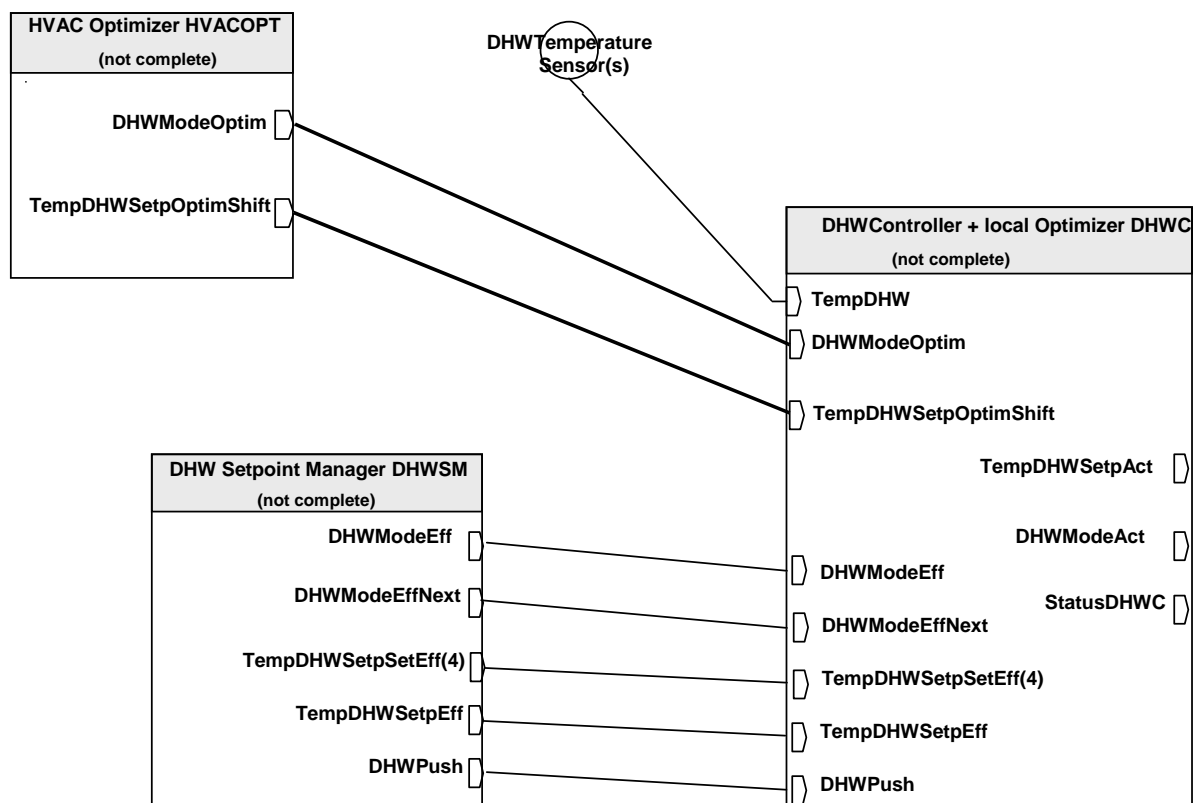 HVAC Optimizer HVACOPT
(not complete)
DHWModeOptim
TempDHWSetpOptimShift
DHWTemperature
Sensor(s)
DHWController + local Optimizer DHWC
(not complete)
TempDHW
DHWModeOptim
TempDHWSetpOptimShift
TempDHWSetpAct
DHWModeAct
StatusDHWC
DHWModeEff
DHWModeEffNext
TempDHWSetpSetEff(4)
TempDHWSetpEff
DHWPush
DHW Setpoint Manager DHWSM
(not complete)
DHWModeEff
DHWModeEffNext
TempDHWSetpSetEff(4)
TempDHWSetpEff
DHWPush